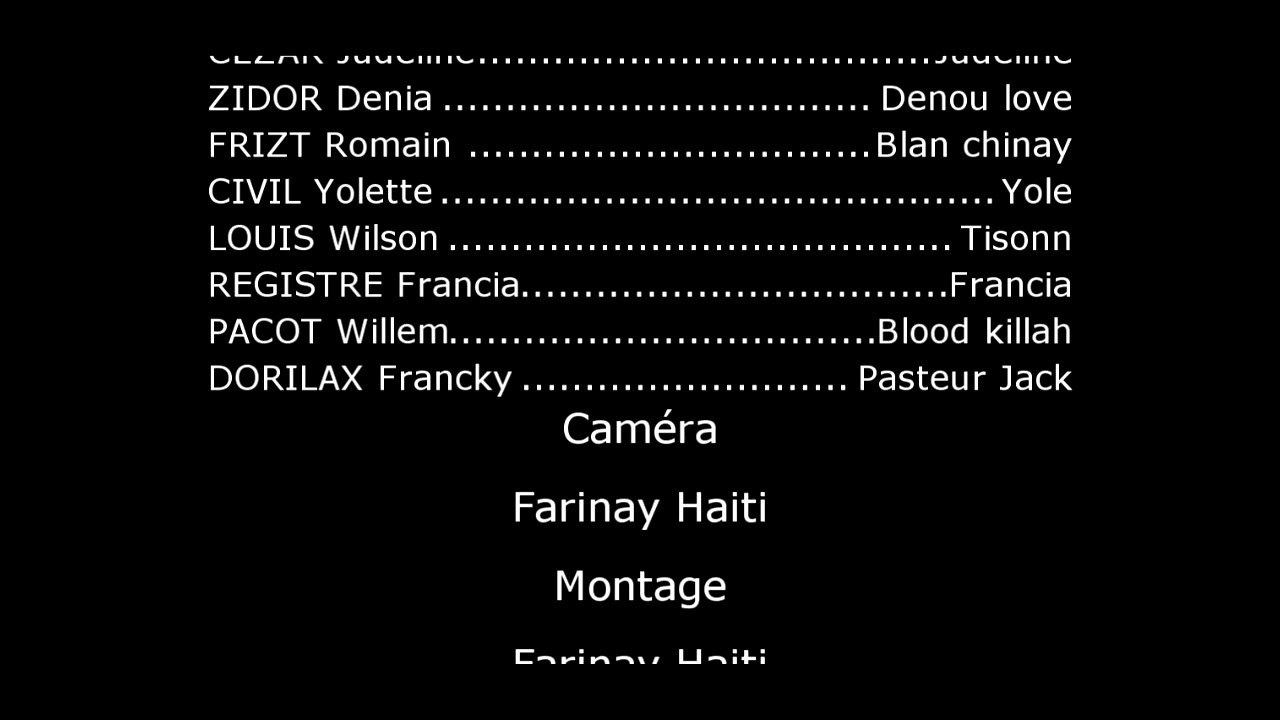 CEZAR Judeline......................................Judeline
ZIDOR Denia .................................. Denou love
FRIZT Romain ................................Blan chinay
CIVIL Yolette ............................................ Yole
LOUIS Wilson ........................................ Tisonn
REGISTRE Francia..................................Francia
PACOT Willem..................................Blood killah
DORILAX Francky .......................... Pasteur Jack
Caméra
Farinay Haiti
Montage
Farinay Haiti